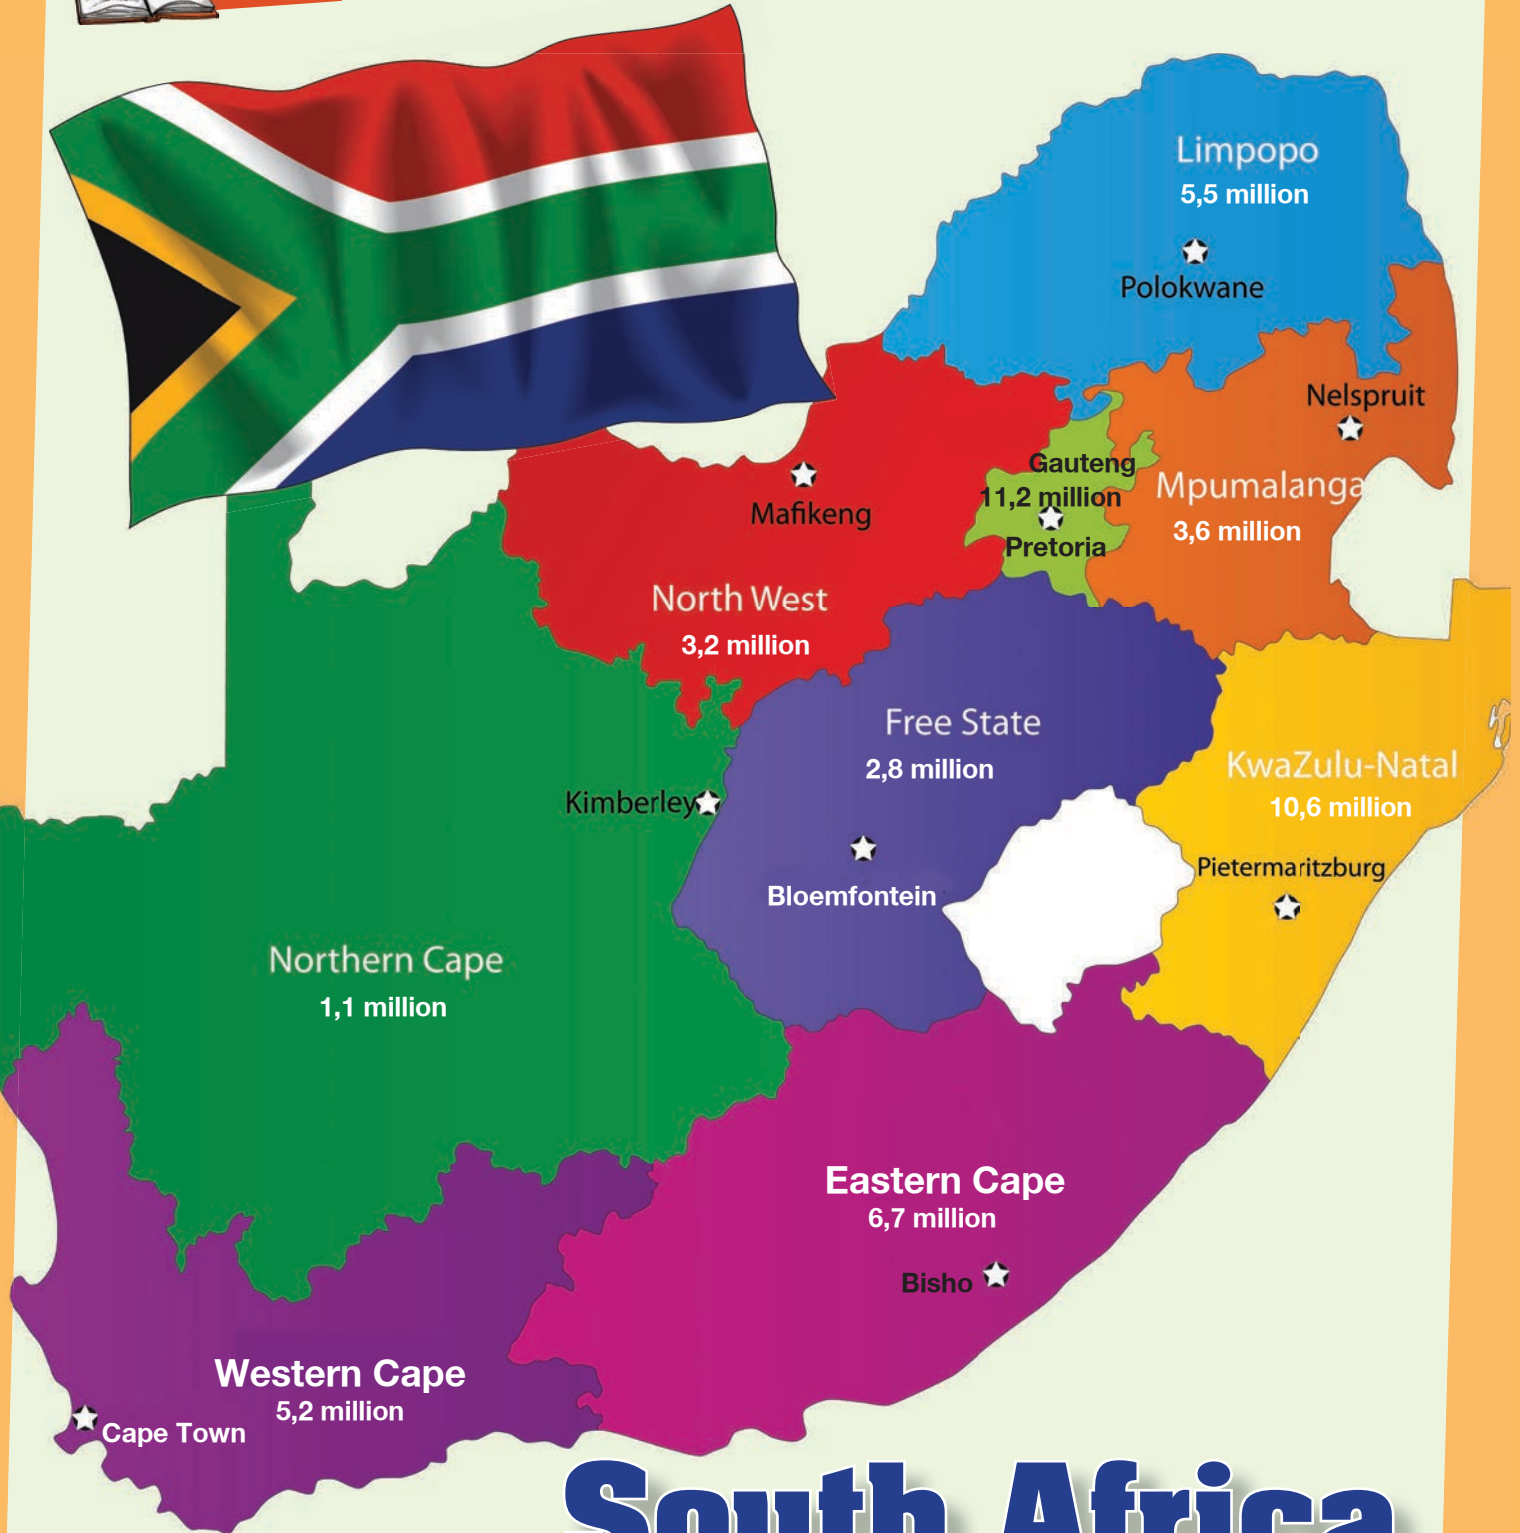 Limpopo
5,5 million
Polokwane
Nelspruit
Gauteng
11,2 million
Pretoria
Mpumalanga
3,6 million
Mafikeng
North West
3,2 million
Free State
2,8 million
KwaZulu-Natal
10,6 million
Kimberley
Bloemfontein
Pietermaritzburg
Northern Cape
1,1 million
Eastern Cape
6,7 million
Bisho
Western Cape
5,2 million
Cape Town
South Africa